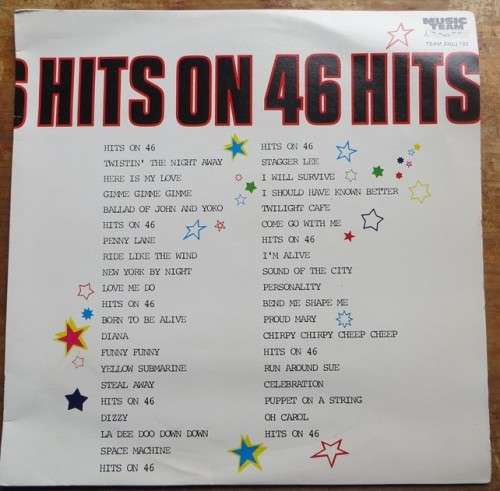 MUSIC
TEAM
6 HITS ON 46 HITS
HITS ON 46
TWISTIN' THE NIGHT AWAY
HERE IS MY LOVE
GIMME GIMME GIMME
BALLAD OF JOHN AND YOKO
HITS ON 46
PENNY LANE
RIDE LIKE THE WIND
NEW YORK BY NIGHT
LOVE ME DO
HITS ON 46
BORN TO BE ALIVE
DIANA
FUNNY FUNNY
YELLOW SUBMARINE
STEAL AWAY
HITS ON 46
DIZZY
LA DEE DOO DOWN DOWN
SPACE MACHINE
HITS ON 46
HITS ON 46
STAGGER LEE
I WILL SURVIVE
I SHOULD HAVE KNOWN BETTER
TWILIGHT CAFE
COME GO WITH ME
HITS ON 46
I'M ALIVE
SOUND OF THE CITY
PERSONALITY
BEND ME SHAPE ME
PROUD MARY
CHIRPY CHIRPY CHEEP CHEEP
HITS ON 46
RUN AROUND SUE
CELEBRATION
PUPPET ON A STRING
OH CAROL
HITS ON 46